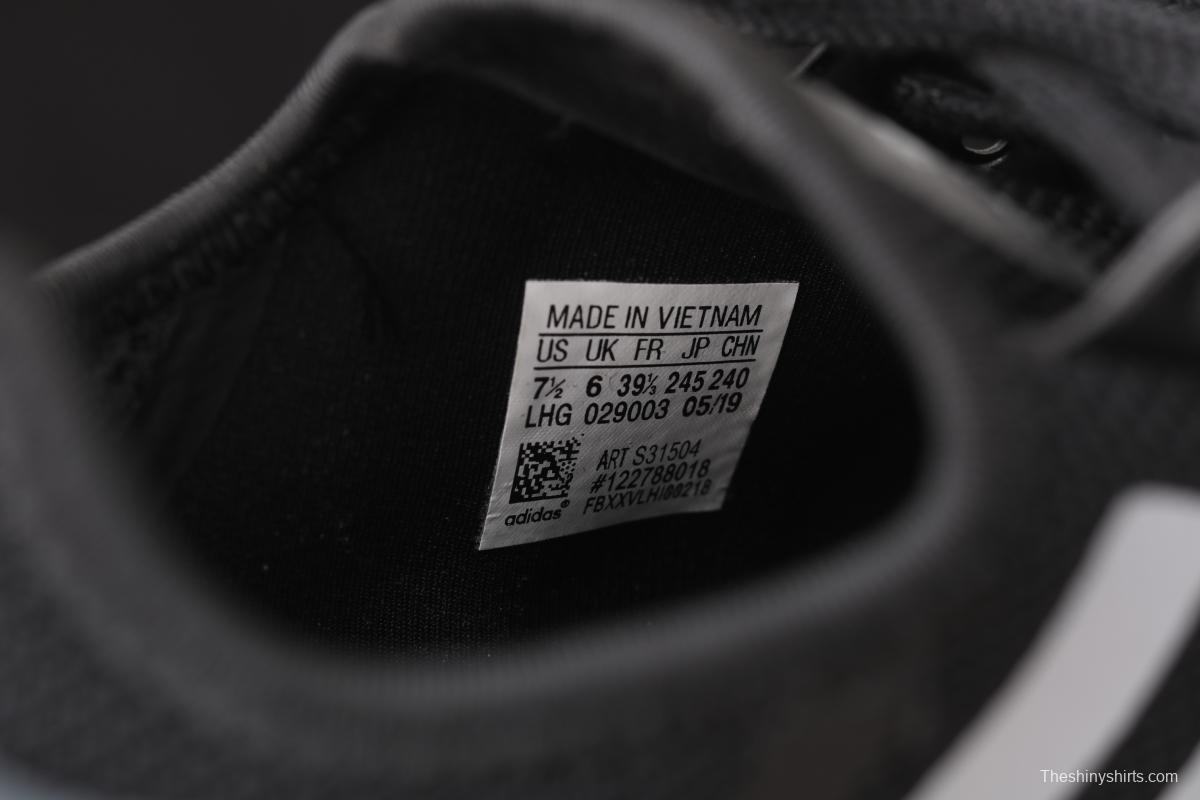 MADE IN VIETNAM
US UK FR JP CHN
7½ 6 39⅓ 245 240
LHG 029003 05/19
ART S31504
#122788018
adidas®
Theshinyshirts.com